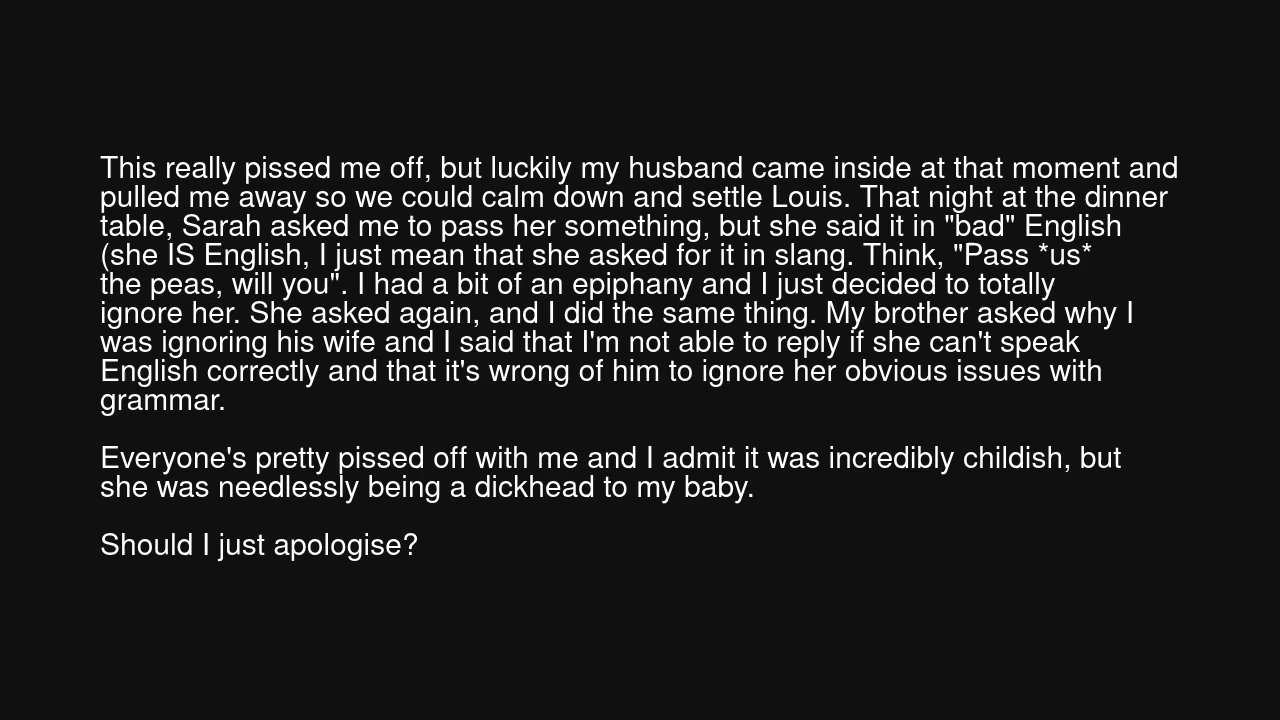 This really pissed me off, but luckily my husband came inside at that moment and
pulled me away so we could calm down and settle Louis. That night at the dinner
table, Sarah asked me to pass her something, but she said it in "bad" English
(she IS English, I just mean that she asked for it in slang. Think, "Pass *us*
the peas, will you". I had a bit of an epiphany and I just decided to totally
ignore her. She asked again, and I did the same thing. My brother asked why I
was ignoring his wife and I said that I'm not able to reply if she can't speak
English correctly and that it's wrong of him to ignore her obvious issues with
grammar.
Everyone's pretty pissed off with me and I admit it was incredibly childish, but
she was needlessly being a dickhead to my baby.
Should I just apologise?